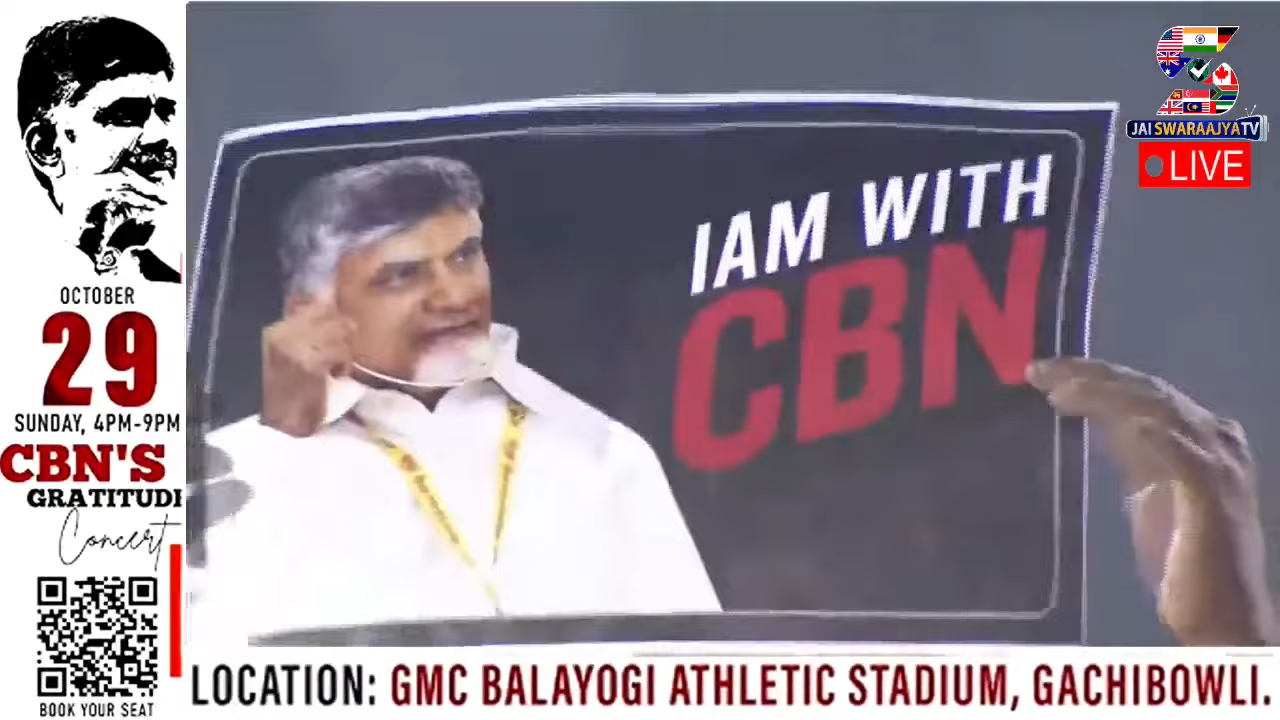 OCTOBER
29
SUNDAY, 4PM-9PM
CBN'S
GRATITUDE
Concert
BOOK YOUR SEAT
IAM WITH
CBN
JAI SWARAAJYA TV
LIVE
LOCATION: GMC BALAYOGI ATHLETIC STADIUM, GACHIBOWLI.